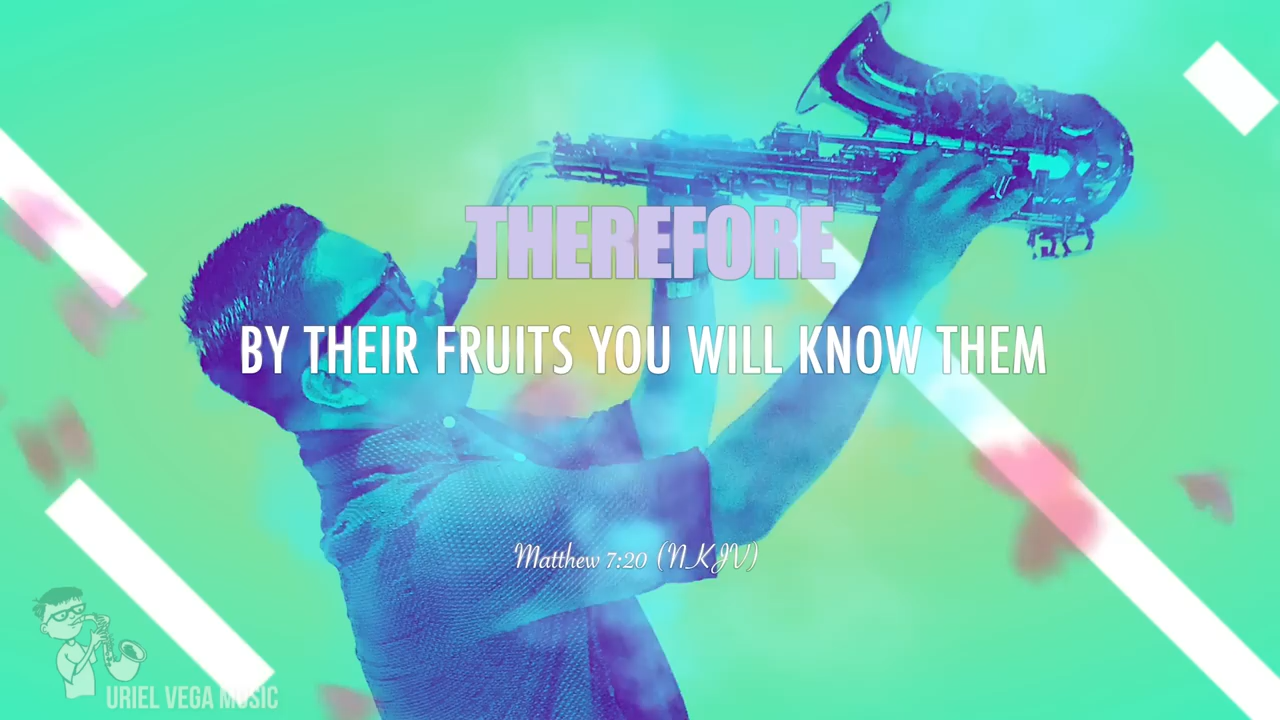 THEREFORE
BY THEIR FRUITS YOU WILL KNOW THEM
Matthew 7:20 (NKJV)
URIEL VEGA MUSIC